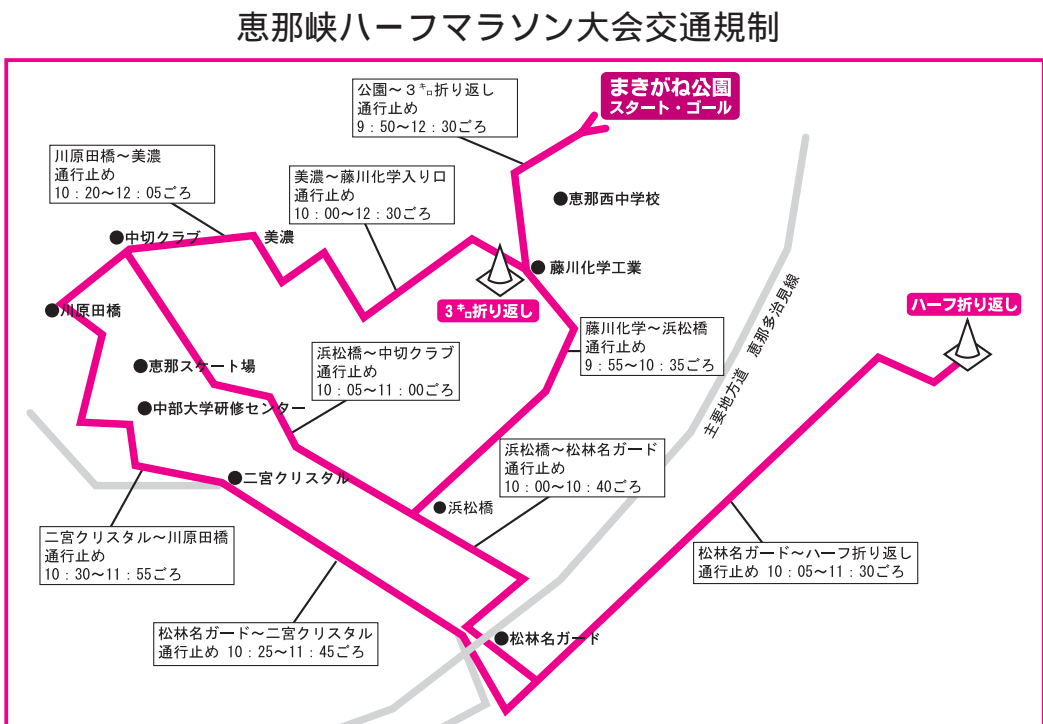 恵那峡ハーフマラソン大会交通規制
まきがね公園
スタート・ゴール
公園～３㌔折り返し
通行止め
9：50～12：30ごろ
川原田橋～美濃
通行止め
10：20～12：05ごろ
美濃～藤川化学入り口
通行止め
10：00～12：30ごろ
●恵那西中学校
●中切クラブ
美濃
●藤川化学工業
3㌔折り返し
ハーフ折り返し
●川原田橋
藤川化学～浜松橋
通行止め
9：55～10：35ごろ
主要地方道　恵那多治見線
浜松橋～中切クラブ
通行止め
10：05～11：00ごろ
●恵那スケート場
●中部大学研修センター
浜松橋～松林名ガード
通行止め
10：00～10：40ごろ
●二宮クリスタル
●浜松橋
二宮クリスタル～川原田橋
通行止め
10：30～11：55ごろ
松林名ガード～ハーフ折り返し
通行止め 10：05～11：30ごろ
松林名ガード～二宮クリスタル
通行止め 10：25～11：45ごろ
●松林名ガード